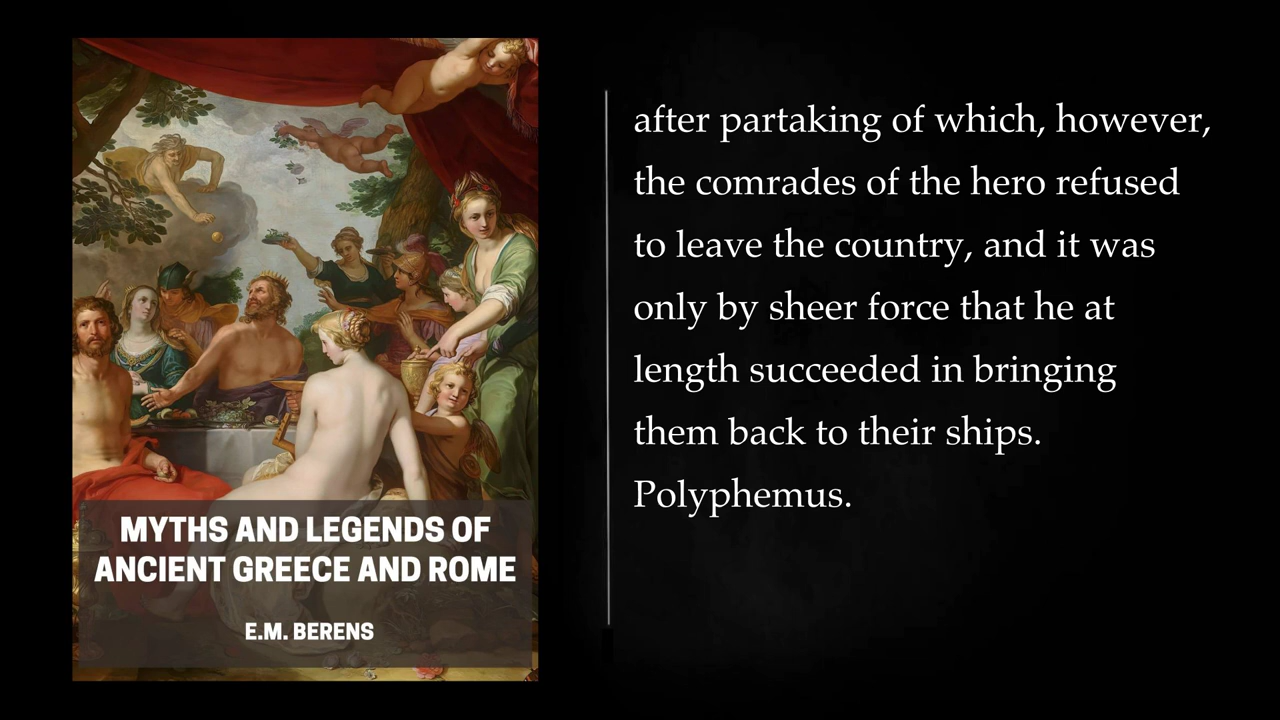 MYTHS AND LEGENDS OF
ANCIENT GREECE AND ROME
E.M. BERENS
after partaking of which, however,
the comrades of the hero refused
to leave the country, and it was
only by sheer force that he at
length succeeded in bringing
them back to their ships.
Polyphemus.